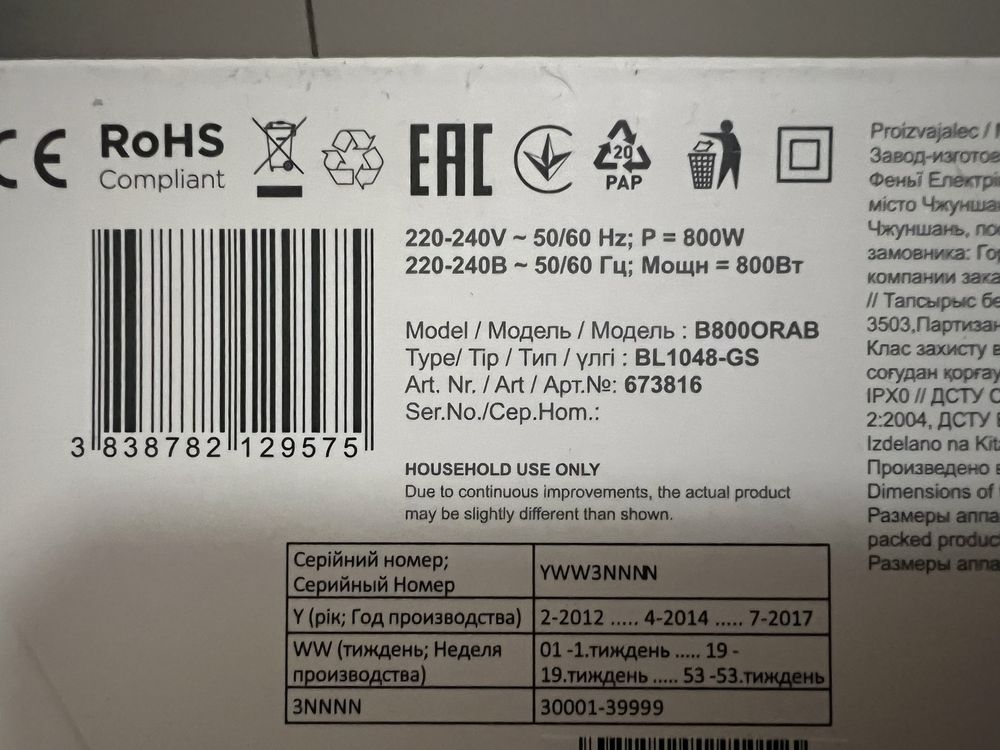 CE
RoHS
Compliant
EAC
20
PAP
220-240V ~ 50/60 Hz; P = 800W
220-240В ~ 50/60 Гц; Мощн = 800Вт
Model / Модель / Модель : B800ORAB
Type/ Tip / Тип / үлгі : BL1048-GS
Art. Nr. / Art / Арт.№: 673816
Ser.No./Сер.Ном.:
3 838782 129575
HOUSEHOLD USE ONLY
Due to continuous improvements, the actual product
may be slightly different than shown.
Серійний номер;
Серийный Номер
YWW3NNNN
Y (рік; Год производства)
2-2012 ..... 4-2014 ..... 7-2017
WW (тиждень; Неделя
производства)
01 -1.тиждень ..... 19 -
19.тиждень ..... 53 -53.тиждень
3NNNN
30001-39999
Proizvajalec /
Завод-изготов
Феньї Електрі
місто Чжунша
Чжуншань, по
замовника: Го
компании зака
// Тапсырыс бе
3503,Партизан
Клас захисту в
соғудан қорғау
IPX0 // ДСТУ
2:2004, ДСТУ
Izdelano na Kit
Произведено в
Dimensions of
Размеры аппа
packed produc
Размеры аппа